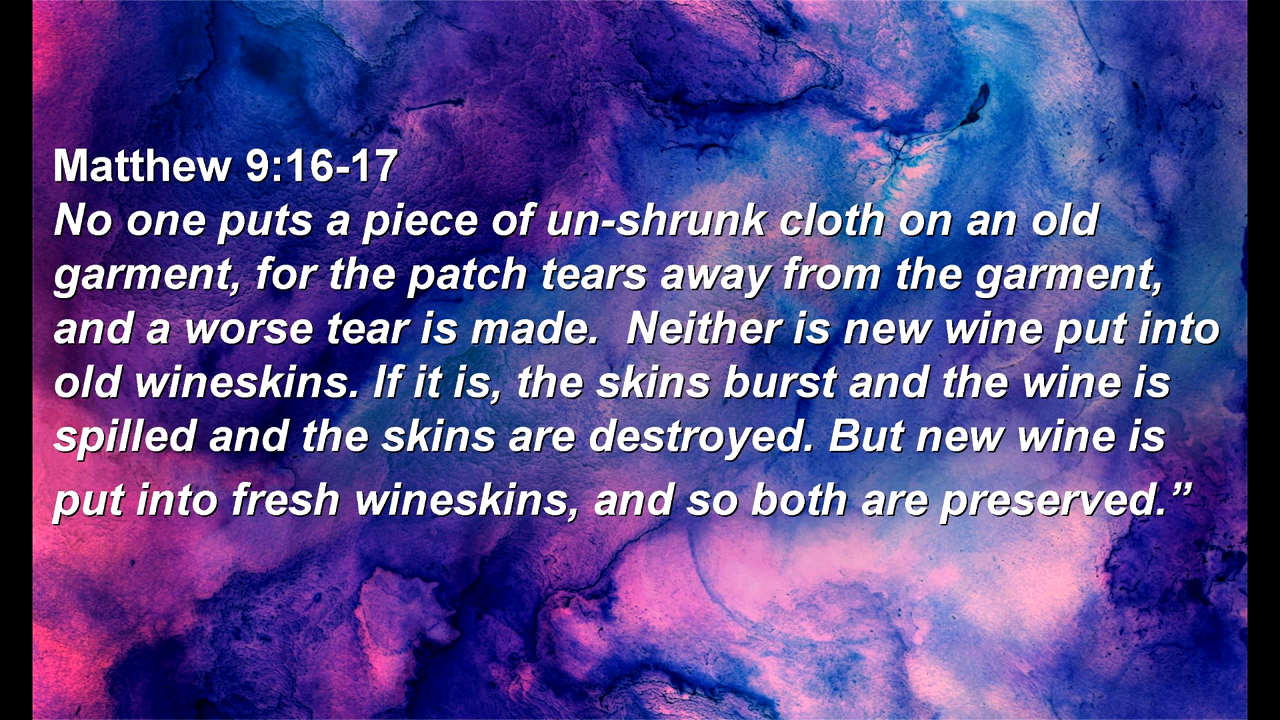 Matthew 9:16-17
No one puts a piece of un-shrunk cloth on an old
garment, for the patch tears away from the garment,
and a worse tear is made.  Neither is new wine put into
old wineskins. If it is, the skins burst and the wine is
spilled and the skins are destroyed. But new wine is
put into fresh wineskins, and so both are preserved.”